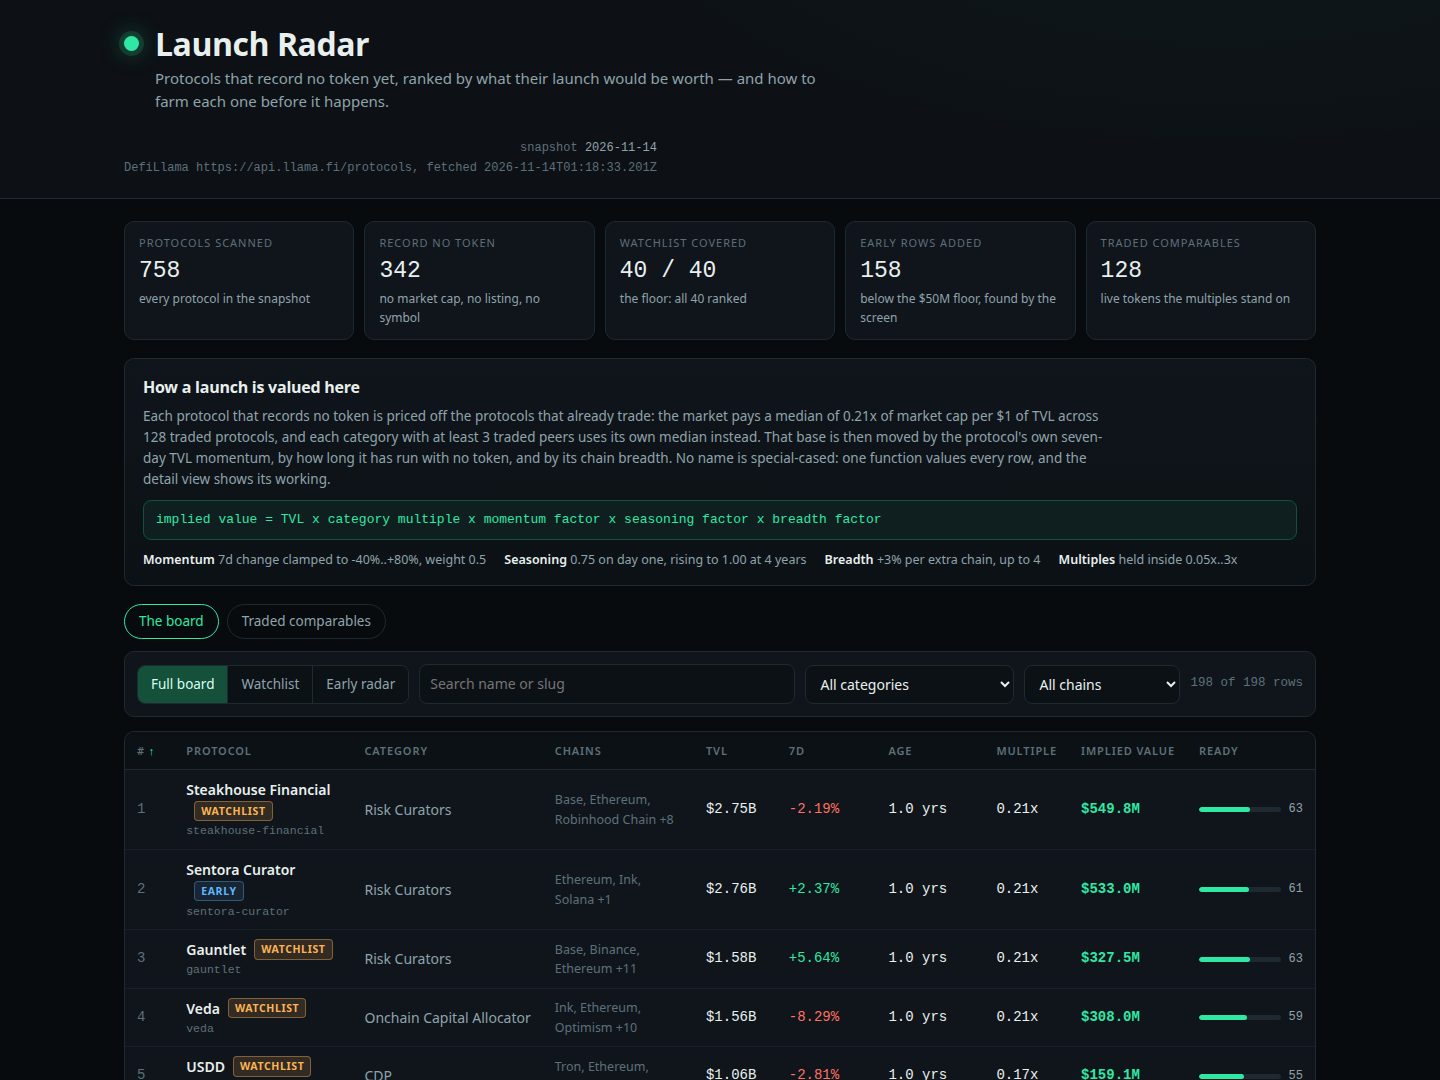 Launch Radar
Protocols that record no token yet, ranked by what their launch would be worth — and how to
farm each one before it happens.
snapshot 2026-11-14
DefiLlama https://api.llama.fi/protocols, fetched 2026-11-14T01:18:33.201Z
PROTOCOLS SCANNED
758
every protocol in the snapshot
RECORD NO TOKEN
342
no market cap, no listing, no
symbol
WATCHLIST COVERED
40 / 40
the floor: all 40 ranked
EARLY ROWS ADDED
158
below the $50M floor, found by the
screen
TRADED COMPARABLES
128
live tokens the multiples stand on
How a launch is valued here
Each protocol that records no token is priced off the protocols that already trade: the market pays a median of 0.21x of market cap per $1 of TVL across
128 traded protocols, and each category with at least 3 traded peers uses its own median instead. That base is then moved by the protocol's own seven-
day TVL momentum, by how long it has run with no token, and by its chain breadth. No name is special-cased: one function values every row, and the
detail view shows its working.
implied value = TVL x category multiple x momentum factor x seasoning factor x breadth factor
Momentum 7d change clamped to -40%..+80%, weight 0.5 Seasoning 0.75 on day one, rising to 1.00 at 4 years Breadth +3% per extra chain, up to 4 Multiples held inside 0.05x..3x
The board Traded comparables
Full board Watchlist Early radar Search name or slug All categories All chains 198 of 198 rows
# ↑ PROTOCOL CATEGORY CHAINS TVL 7D AGE MULTIPLE IMPLIED VALUE READY
1 Steakhouse Financial WATCHLIST steakhouse-financial Risk Curators Base, Ethereum, Robinhood Chain +8 $2.75B -2.19% 1.0 yrs 0.21x $549.8M 63
2 Sentora Curator EARLY sentora-curator Risk Curators Ethereum, Ink, Solana +1 $2.76B +2.37% 1.0 yrs 0.21x $533.0M 61
3 Gauntlet WATCHLIST gauntlet Risk Curators Base, Binance, Ethereum +11 $1.58B +5.64% 1.0 yrs 0.21x $327.5M 63
4 Veda WATCHLIST veda Onchain Capital Allocator Ink, Ethereum, Optimism +10 $1.56B -8.29% 1.0 yrs 0.21x $308.0M 59
5 USDD WATCHLIST CDP Tron, Ethereum, $1.06B -2.81% 1.0 yrs 0.17x $159.1M 55